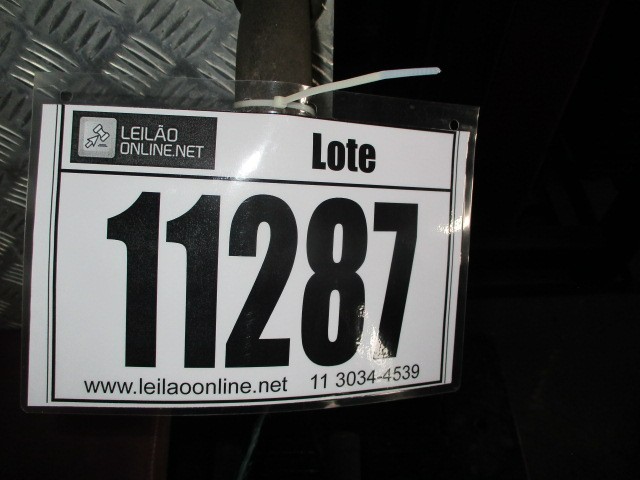 LEILÃO
ONLINE.NET
Lote
11287
www.leilaoonline.net 11 3034-4539